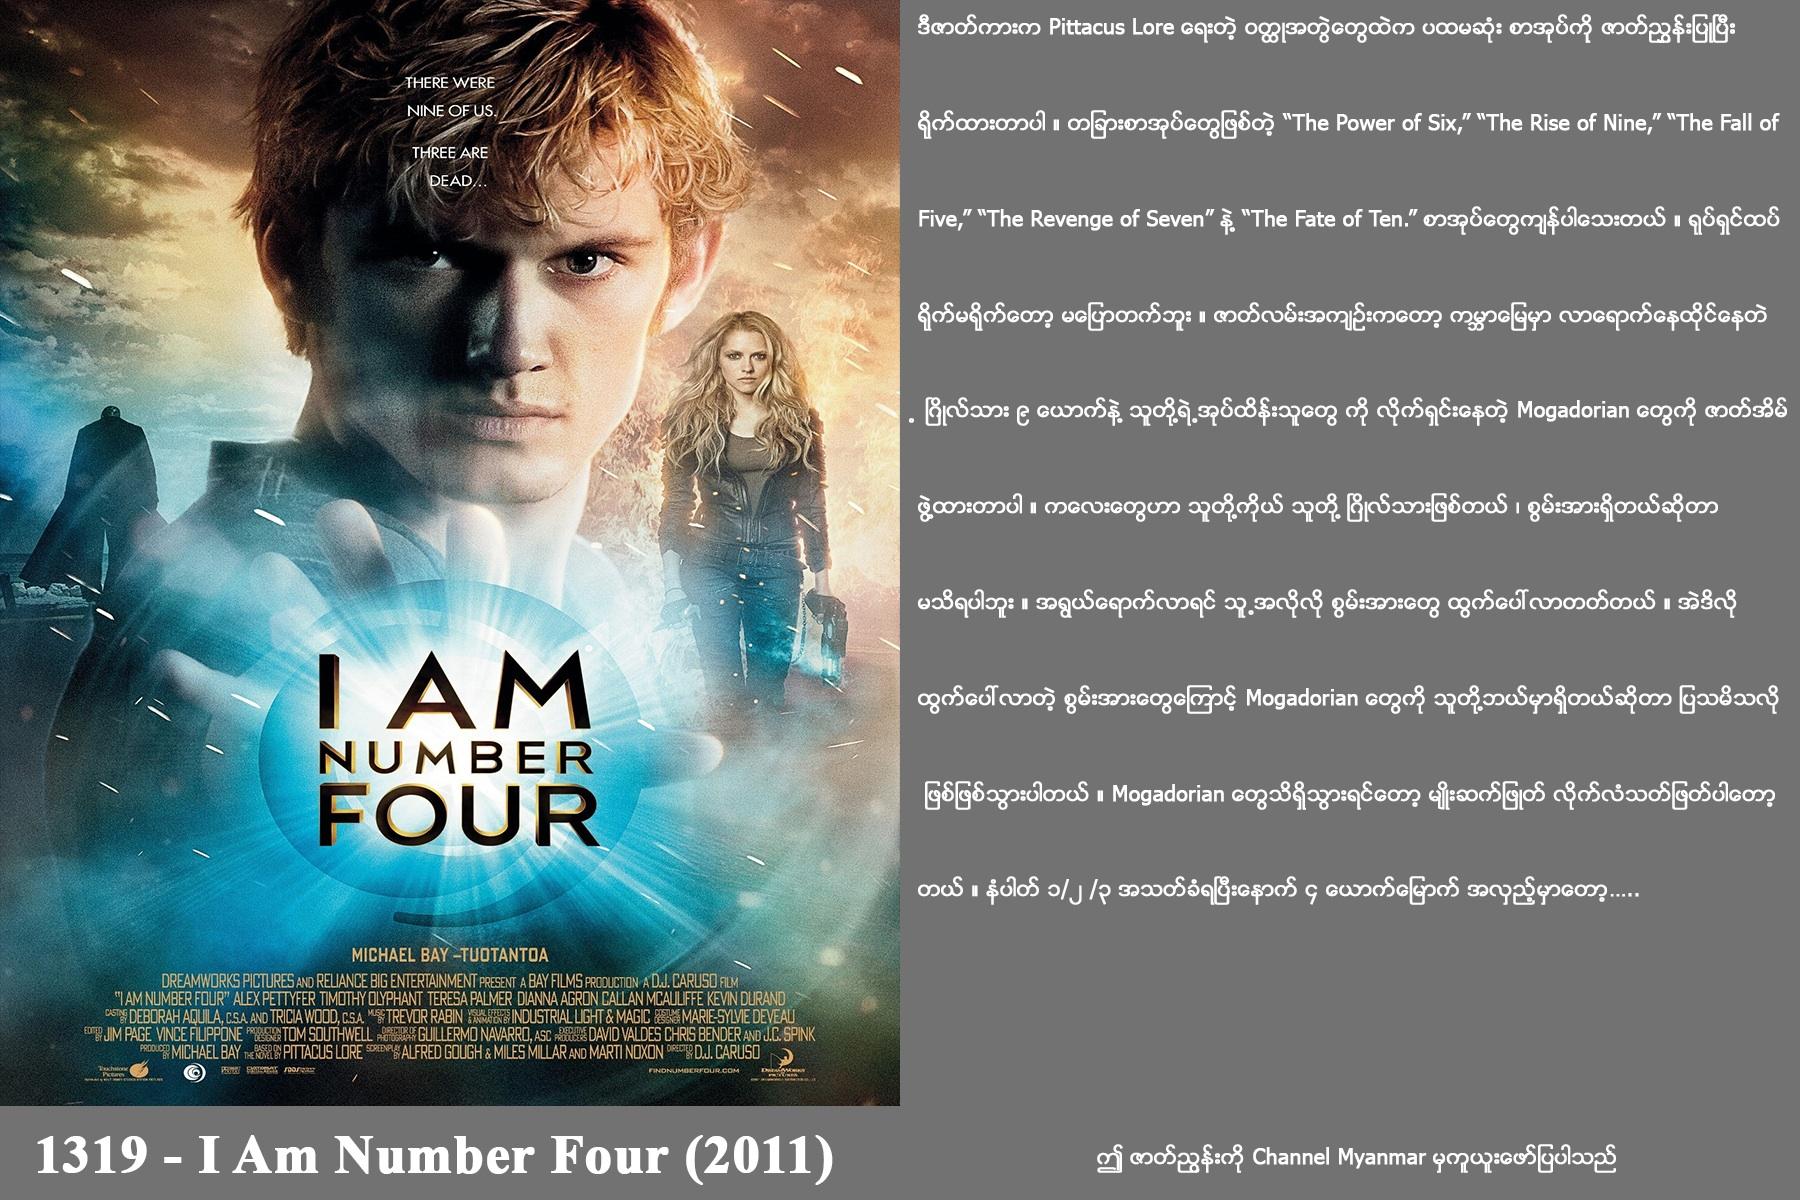 THERE WERE
NINE OF US.
THREE ARE
DEAD...
I AM
NUMBER
FOUR
MICHAEL BAY –TUOTANTOA
DREAMWORKS PICTURES AND RELIANCE BIG ENTERTAINMENT PRESENT A BAY FILMS PRODUCTION A D.J. CARUSO FILM
"I AM NUMBER FOUR" ALEX PETTYFER TIMOTHY OLYPHANT TERESA PALMER DIANNA AGRON CALLAN MCAULIFFE KEVIN DURAND
CASTING BY DEBORAH AQUILA, C.S.A. AND TRICIA WOOD, C.S.A. MUSIC BY TREVOR RABIN VISUAL EFFECTS & ANIMATION BY INDUSTRIAL LIGHT & MAGIC COSTUME DESIGNER MARIE-SYLVIE DEVEAU
EDITED BY JIM PAGE VINCE FILIPPONE PRODUCTION DESIGNER TOM SOUTHWELL DIRECTOR OF PHOTOGRAPHY GUILLERMO NAVARRO, ASC EXECUTIVE PRODUCERS DAVID VALDES CHRIS BENDER AND J.C. SPINK
PRODUCED BY MICHAEL BAY BASED ON THE NOVEL BY PITTACUS LORE SCREENPLAY BY ALFRED GOUGH & MILES MILLAR AND MARTI NOXON DIRECTED BY D.J. CARUSO
Touchstone Pictures FINDNUMBERFOUR.COM DREAMWORKS PICTURES
1319 - I Am Number Four (2011)
ဒီဇာတ်ကားက Pittacus Lore ရေးတဲ့ ဝတ္ထုအတွဲတွေထဲက ပထမဆုံး စာအုပ်ကို ဇာတ်ညွှန်းပြုပြီး
ရိုက်ထားတာပါ ။ တခြားစာအုပ်တွေဖြစ်တဲ့ “The Power of Six,” “The Rise of Nine,” “The Fall of
Five,” “The Revenge of Seven” နဲ့ “The Fate of Ten.” စာအုပ်တွေကျန်ပါသေးတယ် ။ ရုပ်ရှင်ထပ်
ရိုက်မရိုက်တော့ မပြောတက်ဘူး ။ ဇာတ်လမ်းအကျဉ်းကတော့ ကမ္ဘာမြေမှာ လာရောက်နေထိုင်နေတဲ
့ ဂြိုလ်သား ၉ ယောက်နဲ့ သူတို့ရဲ့ အုပ်ထိန်းသူတွေ ကို လိုက်ရှင်းနေတဲ့ Mogadorian တွေကို ဇာတ်အိမ်
ဖွဲ့ထားတာပါ ။ ကလေးတွေဟာ သူတို့ကိုယ် သူတို့ ဂြိုလ်သားဖြစ်တယ် ၊ စွမ်းအားရှိတယ်ဆိုတာ
မသိရပါဘူး ။ အရွယ်ရောက်လာရင် သူ့အလိုလို စွမ်းအားတွေ ထွက်ပေါ်လာတတ်တယ် ။ အဲဒီလို
ထွက်ပေါ်လာတဲ့ စွမ်းအားတွေကြောင့် Mogadorian တွေကို သူတို့ဘယ်မှာရှိတယ်ဆိုတာ ပြသမိသလို
ဖြစ်ဖြစ်သွားပါတယ် ။ Mogadorian တွေသိရှိသွားရင်တော့ မျိုးဆက်ဖြုတ် လိုက်လံသတ်ဖြတ်ပါတော့
တယ် ။ နံပါတ် ၁/၂ /၃ အသတ်ခံရပြီးနောက် ၄ ယောက်မြောက် အလှည့်မှာတော့.....
ဤ ဇာတ်ညွှန်းကို Channel Myanmar မှကူယူးဖော်ပြပါသည်